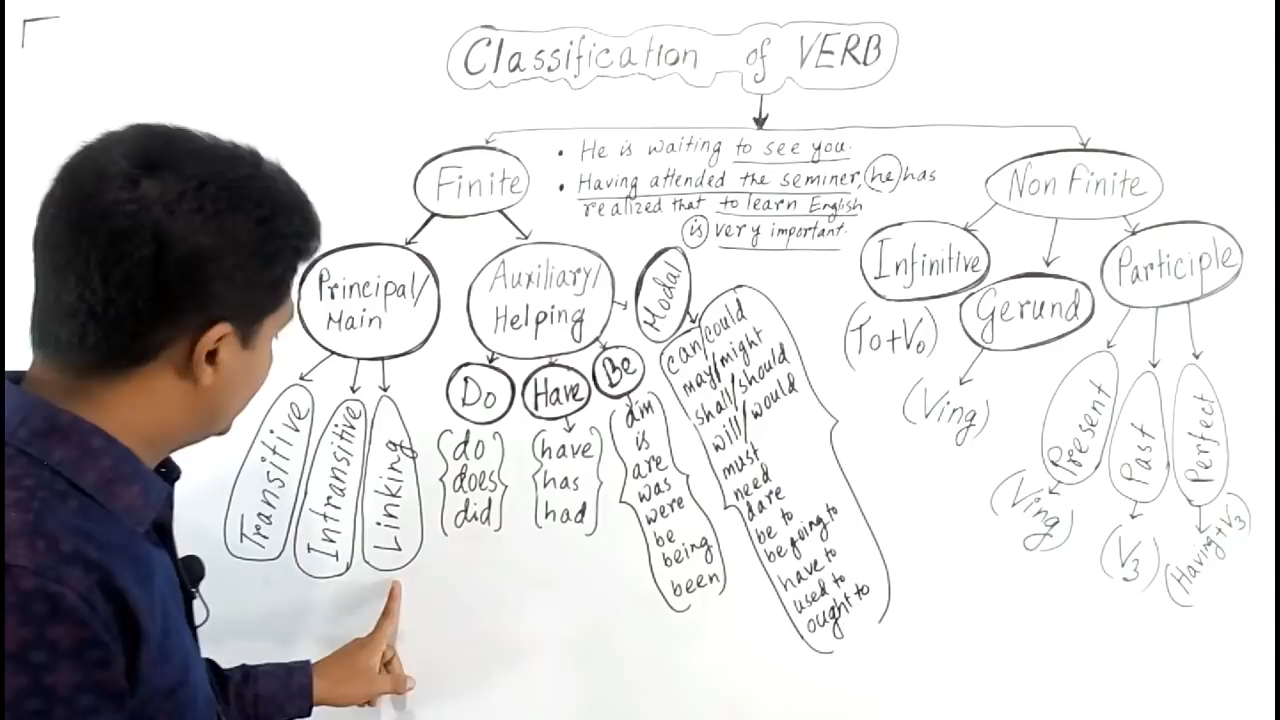 Classification of VERB
Finite
• He is waiting to see you.
• Having attended the seminer, he has
realized that to learn English
is very important.
Non Finite
Principal/
Main
Auxiliary/
Helping
Modal
Infinitive
(To+V₀)
Gerund
(Ving)
Participle
Transitive
Intransitive
Linking
Do
do
does
did
Have
have
has
had
Be
am
is
are
was
were
be
being
been
can/could
may/might
shall/should
will/would
must
need
dare
be to
be going to
have to
used to
ought to
Present
(Ving)
Past
(V₃)
Perfect
(Having+V₃)